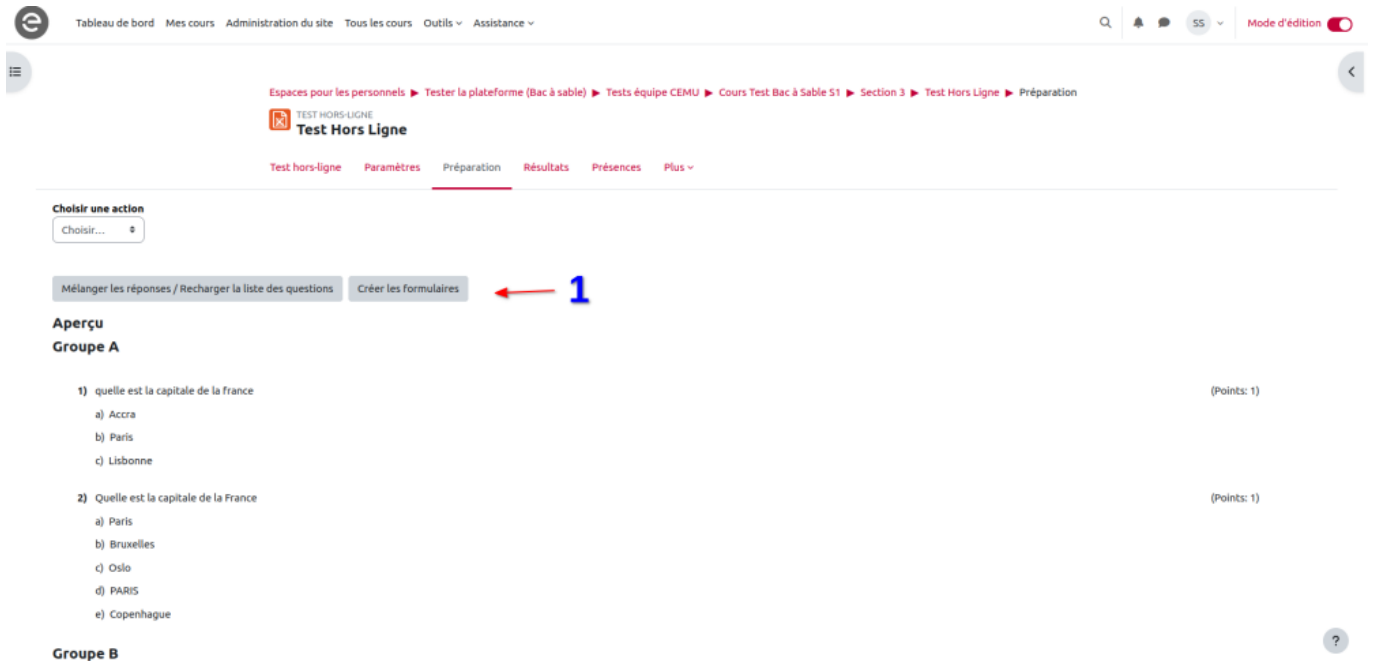 e
Tableau de bord Mes cours Administration du site Tous les cours Outils Assistance SS Mode d'édition
Espaces pour les personnels ▶ Tester la plateforme (Bac à sable) ▶ Tests équipe CEMU ▶ Cours Test Bac à Sable S1 ▶ Section 3 ▶ Test Hors Ligne ▶ Préparation
TEST HORS-LIGNE
Test Hors Ligne
Test hors-ligne Paramètres Préparation Résultats Présences Plus
Choisir une action
Choisir...
Mélanger les réponses / Recharger la liste des questions Créer les formulaires 1
Aperçu
Groupe A
1) quelle est la capitale de la france (Points: 1)
a) Accra
b) Paris
c) Lisbonne
2) Quelle est la capitale de la France (Points: 1)
a) Paris
b) Bruxelles
c) Oslo
d) PARIS
e) Copenhague
?
Groupe B